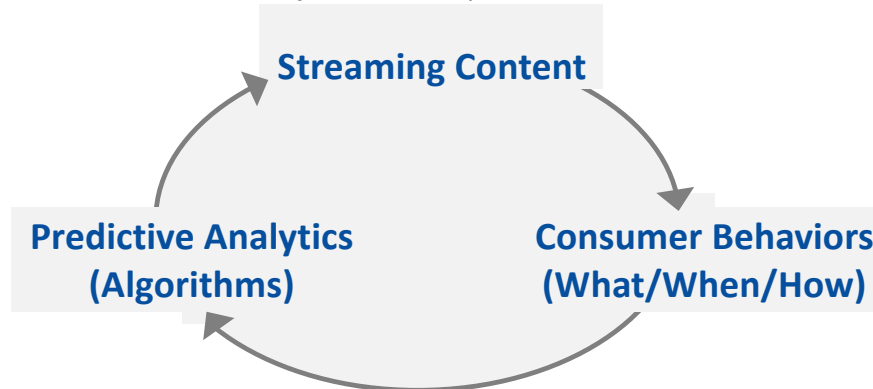 Streaming Content
Predictive Analytics
(Algorithms)
Consumer Behaviors
(What/When/How)